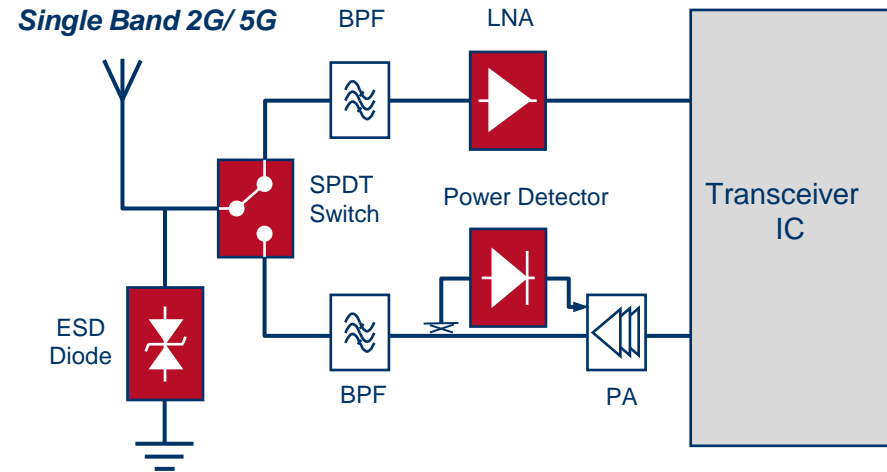 Single Band 2G/ 5G
BPF
LNA
SPDT
Switch
Power Detector
Transceiver
IC
ESD
Diode
BPF
PA